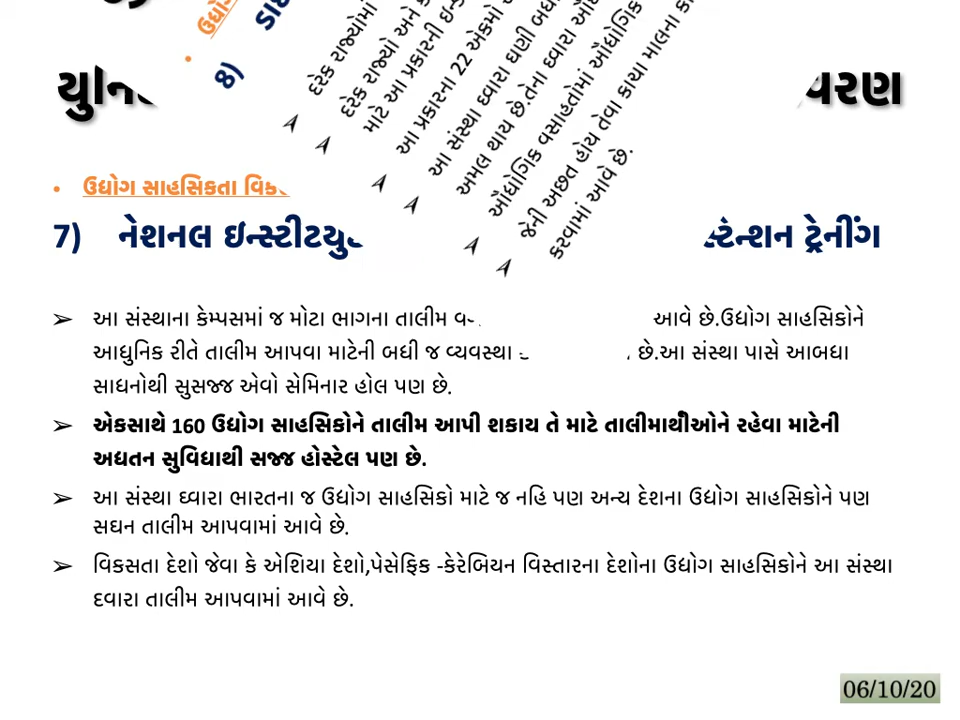 વરણ
ઉદ્યોગ સાહસિકતા
7) નેશનલ ટ્રેનીંગ
આ સંસ્થાના કેમ્પસમાં જ મોટા ભાગના તાલીમ આવે છે.ઉદ્યોગ સાહસિકોને
આધુનિક રીતે તાલીમ આપવા માટેની બધી જ વ્યવસ્થા છે.આ સંસ્થા પાસે આબધા
સાધનોથી સુસજ્જ એવો સેમિનાર હોલ પણ છે.
એકસાથે 160 ઉદ્યોગ સાહસિકોને તાલીમ આપી શકાય તે માટે તાલીમાર્થીઓને રહેવા માટેની
અદ્યતન સુવિધાથી સજ્જ હોસ્ટેલ પણ છે.
આ સંસ્થા ઘ્વારા ભારતના જ ઉદ્યોગ સાહસિકો માટે જ નહિ પણ અન્ય દેશના ઉદ્યોગ સાહસિકોને પણ
સઘન તાલીમ આપવામાં આવે છે.
વિકસતા દેશો જેવા કે એશિયા દેશો,પેસેફિક -કેરેબિયન વિસ્તારના દેશોના ઉદ્યોગ સાહસિકોને આ સંસ્થા
દવારા તાલીમ આપવામાં આવે છે.
8)
દરેક રાજ્યોમાં
દરેક રાજ્યો અને
માટે આ પ્રકારની
આ પ્રકારના 22 એકમો
આ સંસ્થા ઘ્વારા ઘણી બધી
અમલ થાય છે.તેના ઘ્વારા
ઔદ્યોગિક વસાહતોમાં ઔદ્યોગિક
જેની અછત હોય તેવા કાચા માલના
કરવામાં આવે છે.
06/10/20